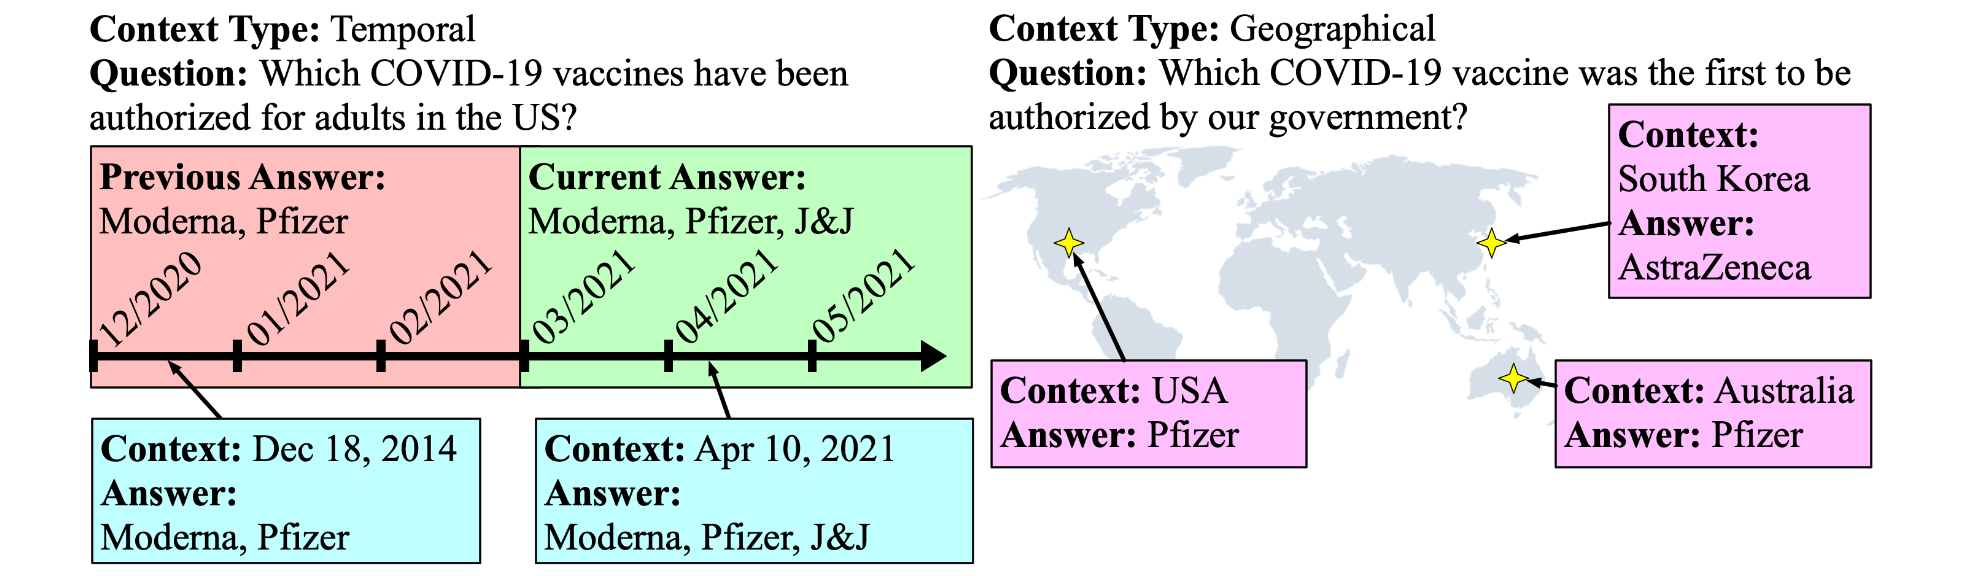 Context Type: Temporal
Question: Which COVID-19 vaccines have been
authorized for adults in the US?
Previous Answer:
Moderna, Pfizer
Current Answer:
Moderna, Pfizer, J&J
12/2020
01/2021
02/2021
03/2021
04/2021
05/2021
Context: Dec 18, 2014
Answer:
Moderna, Pfizer
Context: Apr 10, 2021
Answer:
Moderna, Pfizer, J&J
Context Type: Geographical
Question: Which COVID-19 vaccine was the first to be
authorized by our government?
Context:
South Korea
Answer:
AstraZeneca
Context: USA
Answer: Pfizer
Context: Australia
Answer: Pfizer